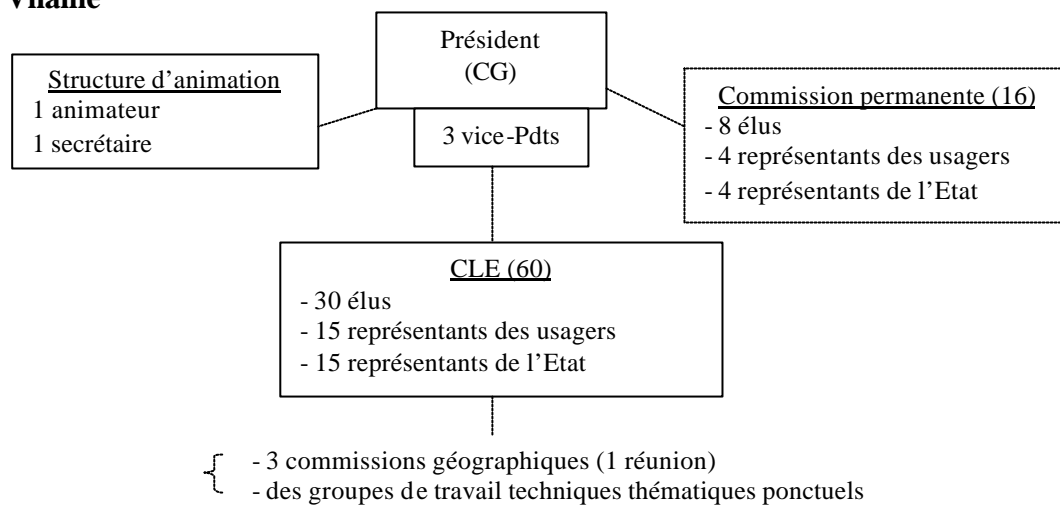 Vilaine
Président
(CG)
3 vice-Pdts
Structure d'animation
1 animateur
1 secrétaire
Commission permanente (16)
- 8 élus
- 4 représentants des usagers
- 4 représentants de l'Etat
CLE (60)
- 30 élus
- 15 représentants des usagers
- 15 représentants de l'Etat
- 3 commissions géographiques (1 réunion)
- des groupes de travail techniques thématiques ponctuels